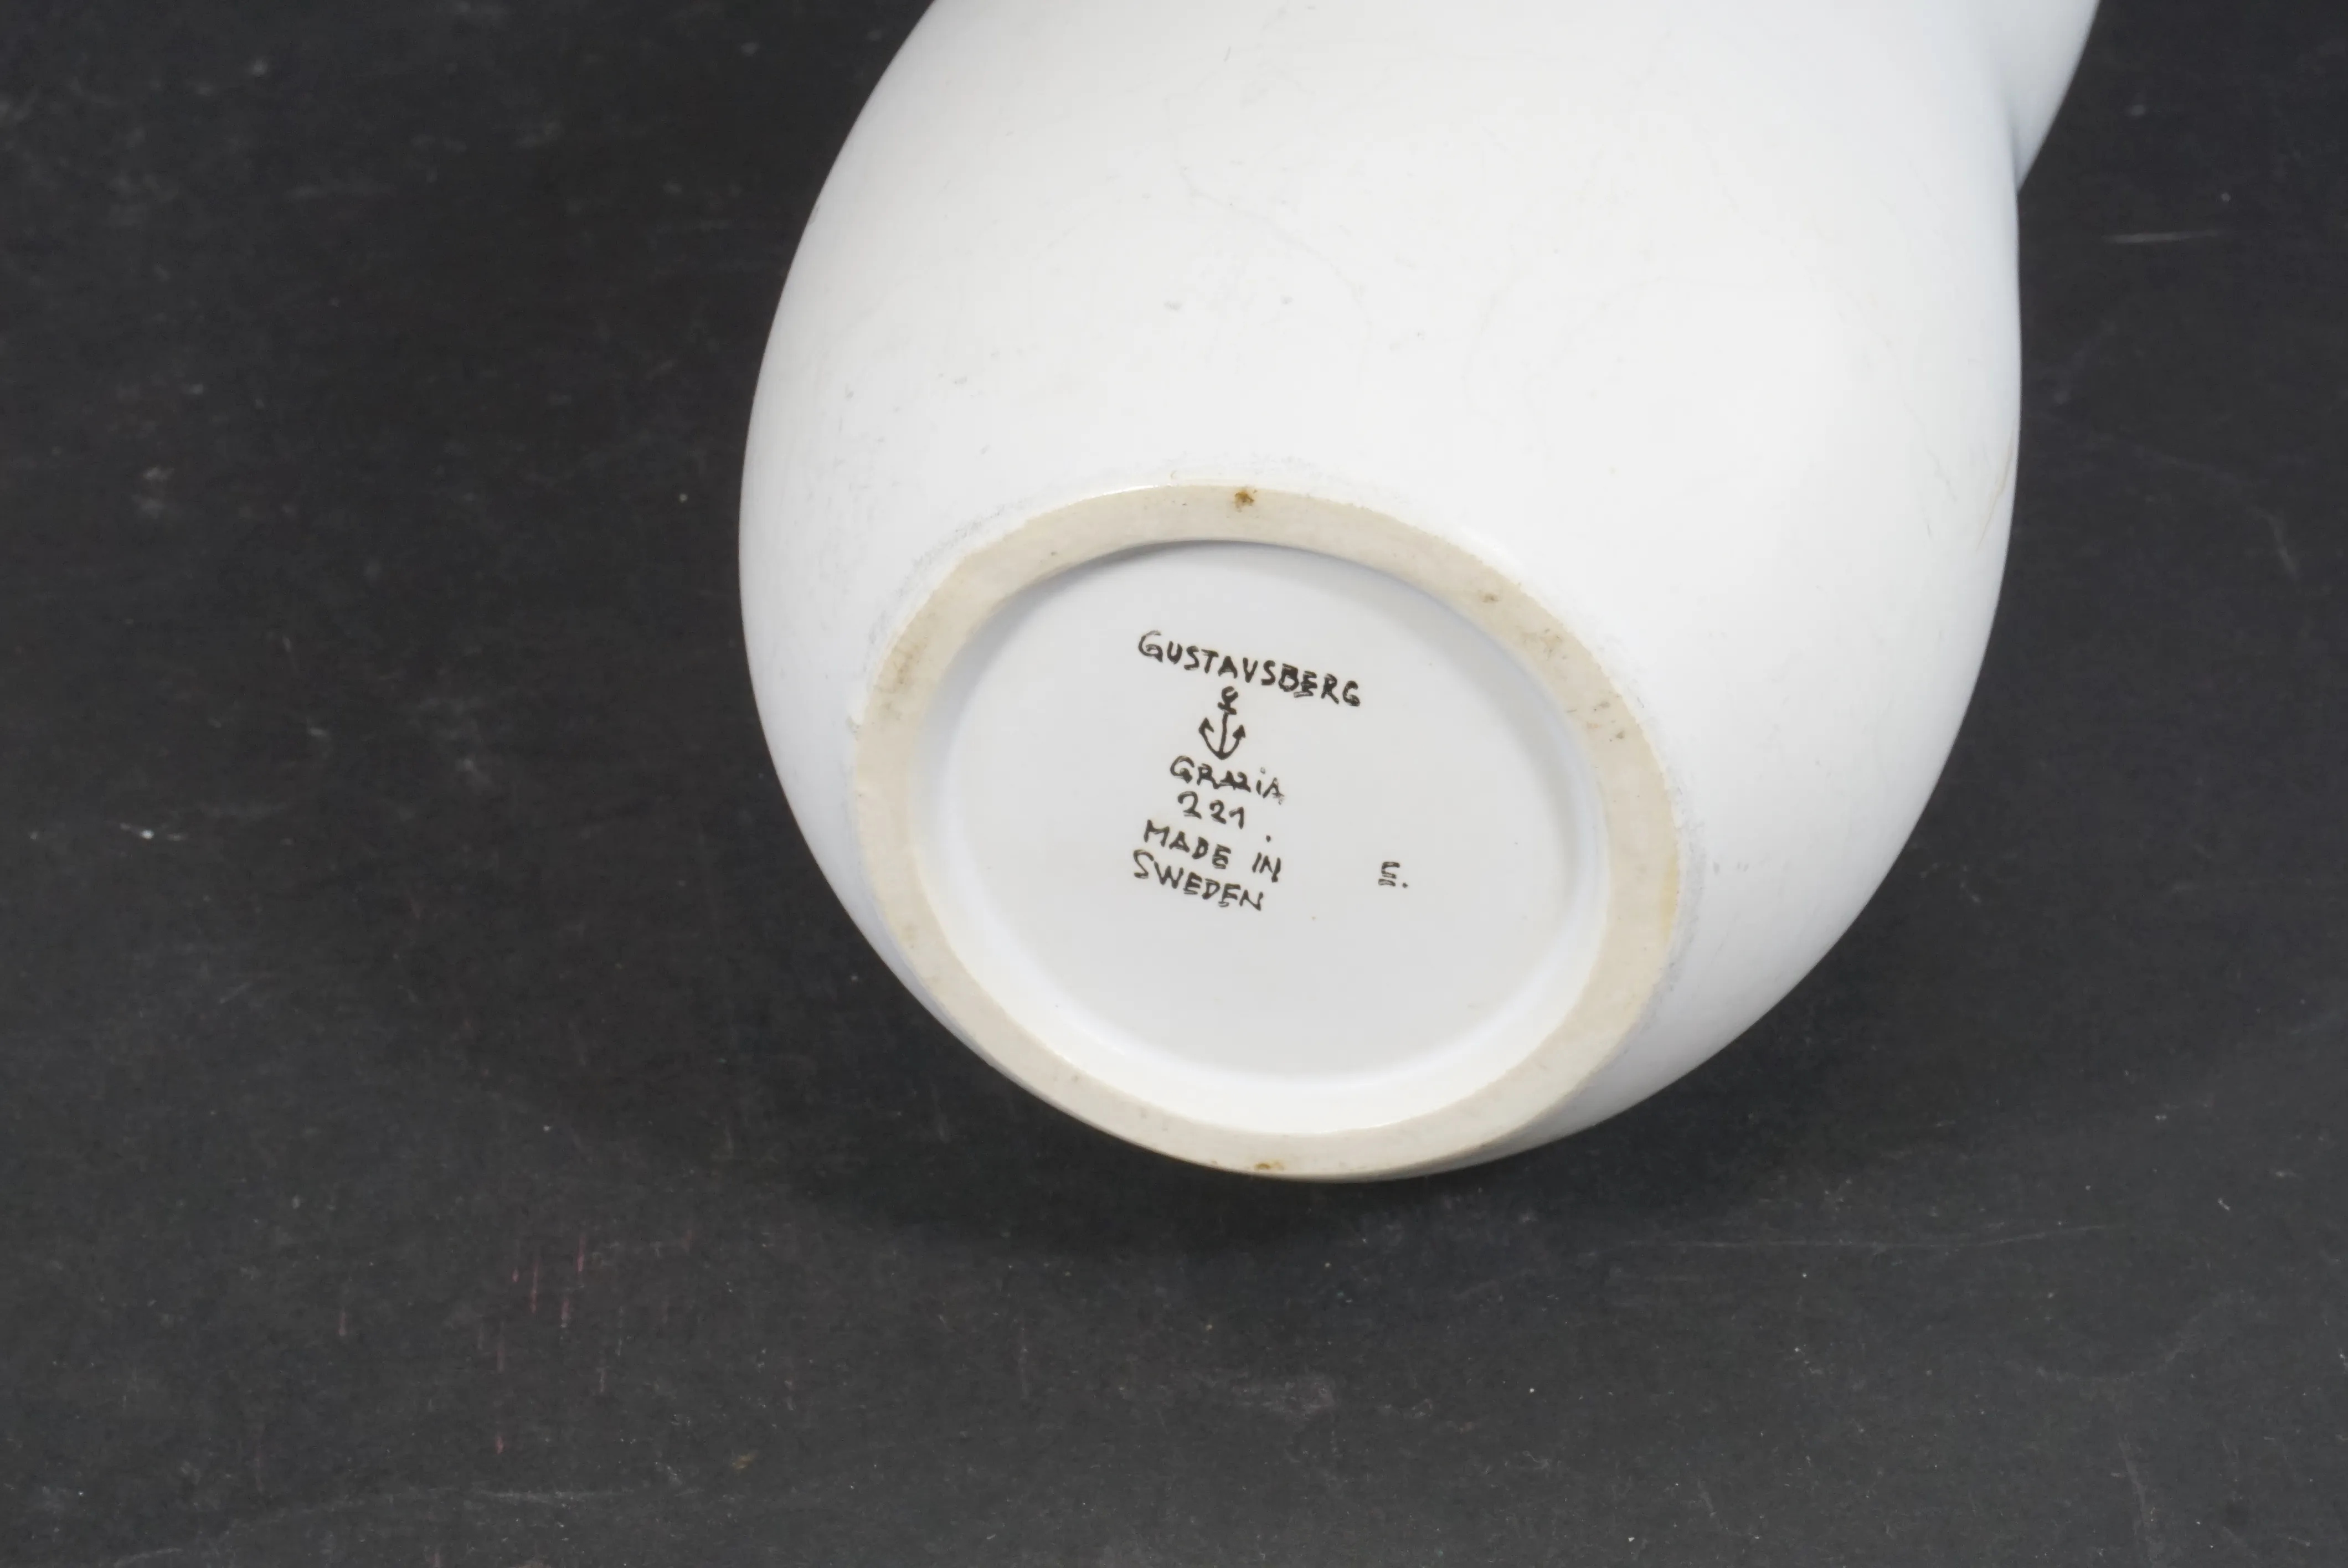 GUSTAVSBERG
GRAZIA
221.
MADE IN
SWEDEN
E.